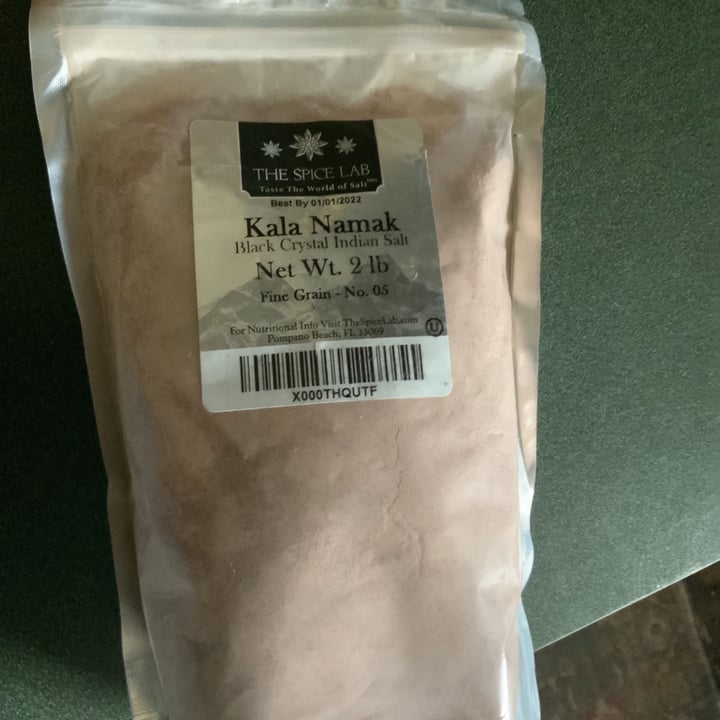 THE SPICE LAB
Taste The World of Salt
Best By 01/01/2022
Kala Namak
Black Crystal Indian Salt
Net Wt. 2 lb
Fine Grain - No. 05
For Nutritional Info Visit TheSpiceLab.com
Pompano Beach, FL 33069
U
X000THQUTF